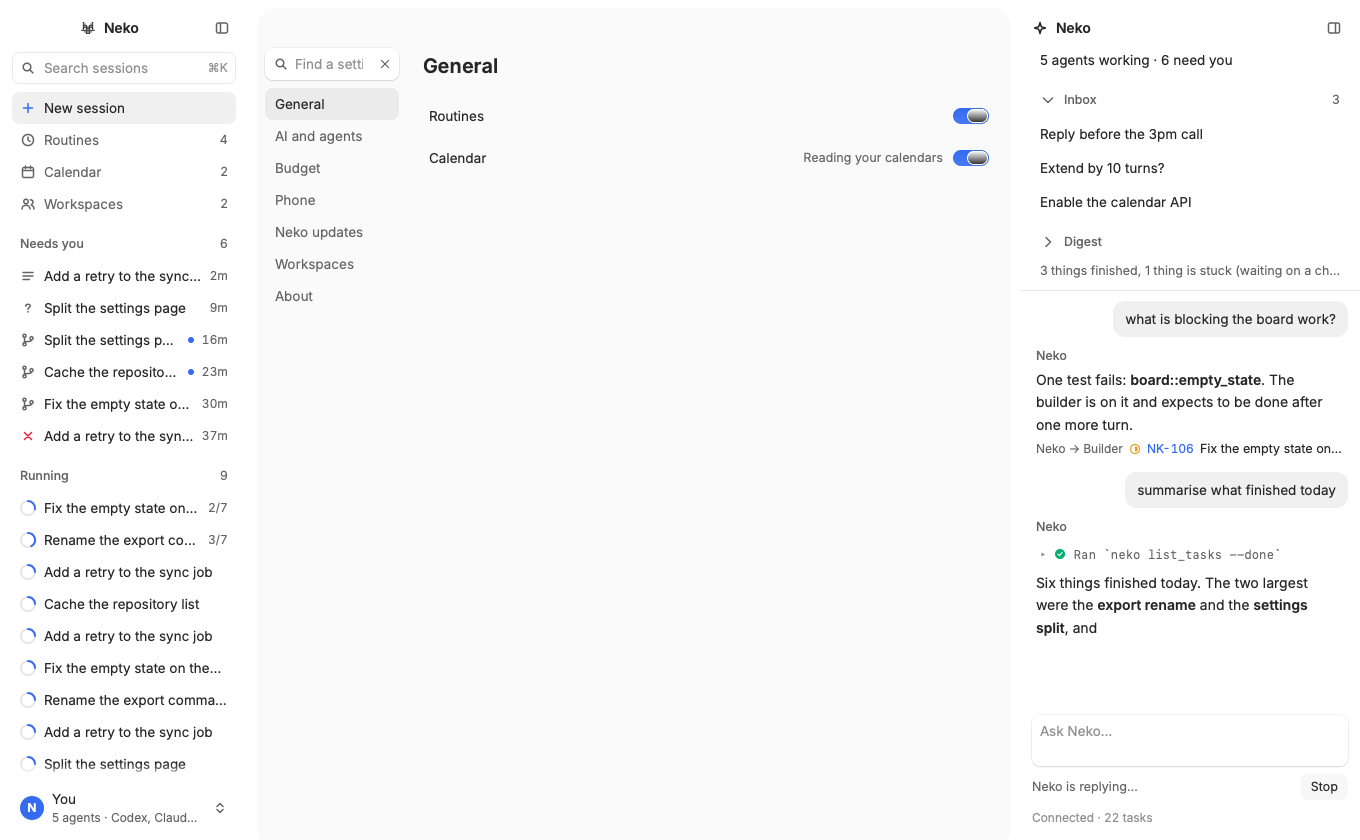 Neko
Search sessions ⌘K
New session
Routines 4
Calendar 2
Workspaces 2
Needs you 6
Add a retry to the sync... 2m
? Split the settings page 9m
Split the settings p... 16m
Cache the reposito... 23m
Fix the empty state o... 30m
Add a retry to the syn... 37m
Running 9
Fix the empty state on... 2/7
Rename the export co... 3/7
Add a retry to the sync job
Cache the repository list
Add a retry to the sync job
Fix the empty state on the...
Rename the export comma...
Add a retry to the sync job
Split the settings page
N
You
5 agents · Codex, Claud...
Find a setti
General
AI and agents
Budget
Phone
Neko updates
Workspaces
About
General
Routines
Calendar Reading your calendars
Neko
5 agents working · 6 need you
Inbox 3
Reply before the 3pm call
Extend by 10 turns?
Enable the calendar API
Digest
3 things finished, 1 thing is stuck (waiting on a ch...
what is blocking the board work?
Neko
One test fails: board::empty_state. The
builder is on it and expects to be done after
one more turn.
Neko → Builder NK-106 Fix the empty state on...
summarise what finished today
Neko
Ran `neko list_tasks --done`
Six things finished today. The two largest
were the export rename and the settings
split, and
Ask Neko...
Neko is replying... Stop
Connected · 22 tasks